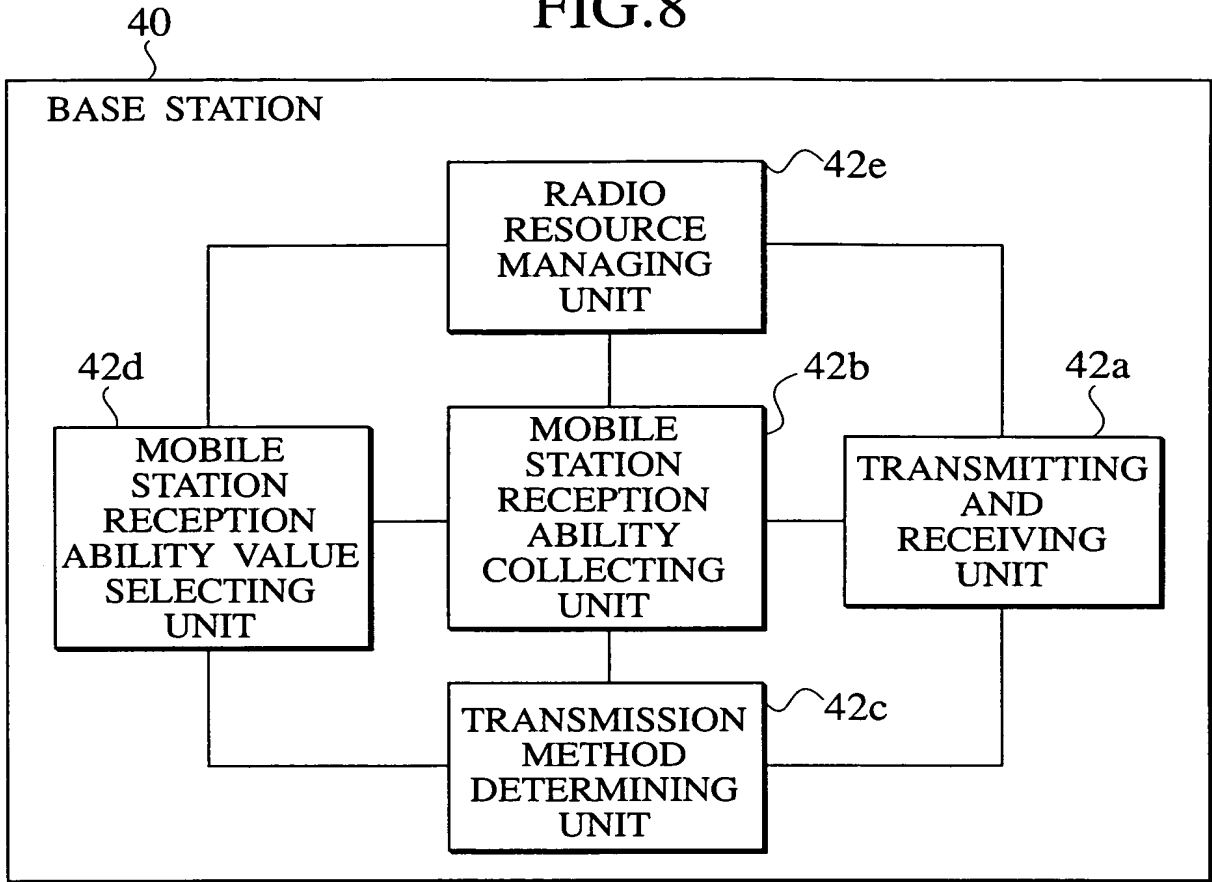 FIG.8
40
BASE STATION
42e
RADIO
RESOURCE
MANAGING
UNIT
42d
42b
42a
MOBILE
STATION
RECEPTION
ABILITY VALUE
SELECTING
UNIT
MOBILE
STATION
RECEPTION
ABILITY
COLLECTING
UNIT
TRANSMITTING
AND
RECEIVING
UNIT
42c
TRANSMISSION
METHOD
DETERMINING
UNIT